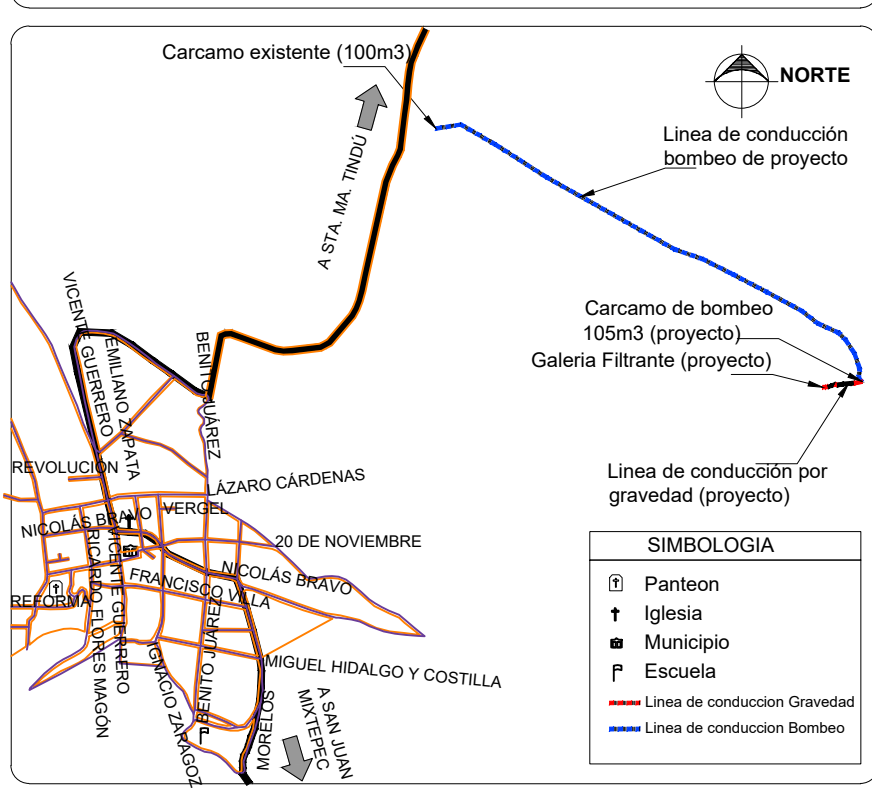 Carcamo existente (100m3)
NORTE
A STA. MA. TINDÚ
Linea de conducción
bombeo de proyecto
Carcamo de bombeo
105m3 (proyecto)
Galeria Filtrante (proyecto)
Linea de conducción por
gravedad (proyecto)
VICENTE GUERRERO
EMILIANO ZAPATA
BENITO JUÁREZ
REVOLUCIÓN
LÁZARO CÁRDENAS
NICOLÁS BRAVO
VERGEL
20 DE NOVIEMBRE
RICARDO FLORES MAGÓN
VICENTE GUERRERO
NICOLÁS BRAVO
FRANCISCO VILLA
REFORMA
BENITO JUÁREZ
IGNACIO ZARAGOZ
MIGUEL HIDALGO Y COSTILLA
MORELOS
A SAN JUAN
MIXTEPEC
SIMBOLOGIA
Panteon
Iglesia
Municipio
Escuela
Linea de conduccion Gravedad
Linea de conduccion Bombeo